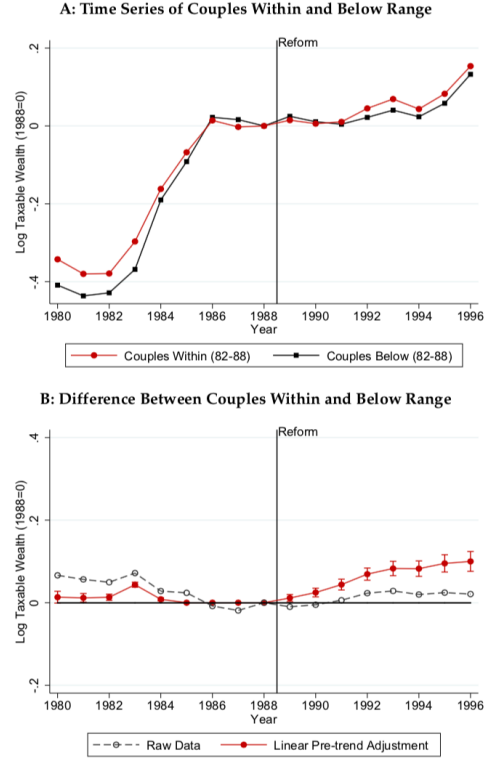 A: Time Series of Couples Within and Below Range
Reform
Log Taxable Wealth (1988=0)
.2
0
-.2
-.4
1980 1982 1984 1986 1988 1990 1992 1994 1996
Year
Couples Within (82-88) Couples Below (82-88)
B: Difference Between Couples Within and Below Range
Reform
Log Taxable Wealth (1988=0)
.4
.2
0
-.2
1980 1982 1984 1986 1988 1990 1992 1994 1996
Year
Raw Data Linear Pre-trend Adjustment